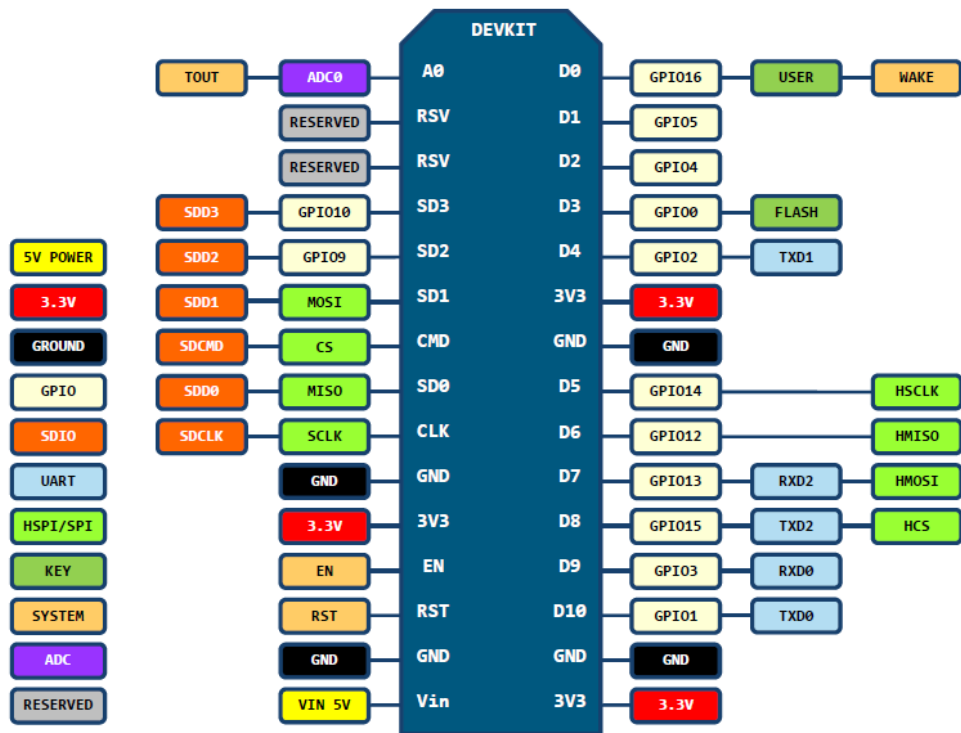 DEVKIT
TOUT ADC0 A0 D0 GPIO16 USER WAKE
RESERVED RSV D1 GPIO5
RESERVED RSV D2 GPIO4
SDD3 GPIO10 SD3 D3 GPIO0 FLASH
5V POWER SDD2 GPIO9 SD2 D4 GPIO2 TXD1
3.3V SDD1 MOSI SD1 3V3 3.3V
GROUND SDCMD CS CMD GND GND
GPIO SDD0 MISO SD0 D5 GPIO14 HSCLK
SDIO SDCLK SCLK CLK D6 GPIO12 HMISO
UART GND GND D7 GPIO13 RXD2 HMOSI
HSPI/SPI 3.3V 3V3 D8 GPIO15 TXD2 HCS
KEY EN EN D9 GPIO3 RXD0
SYSTEM RST RST D10 GPIO1 TXD0
ADC GND GND GND GND
RESERVED VIN 5V Vin 3V3 3.3V